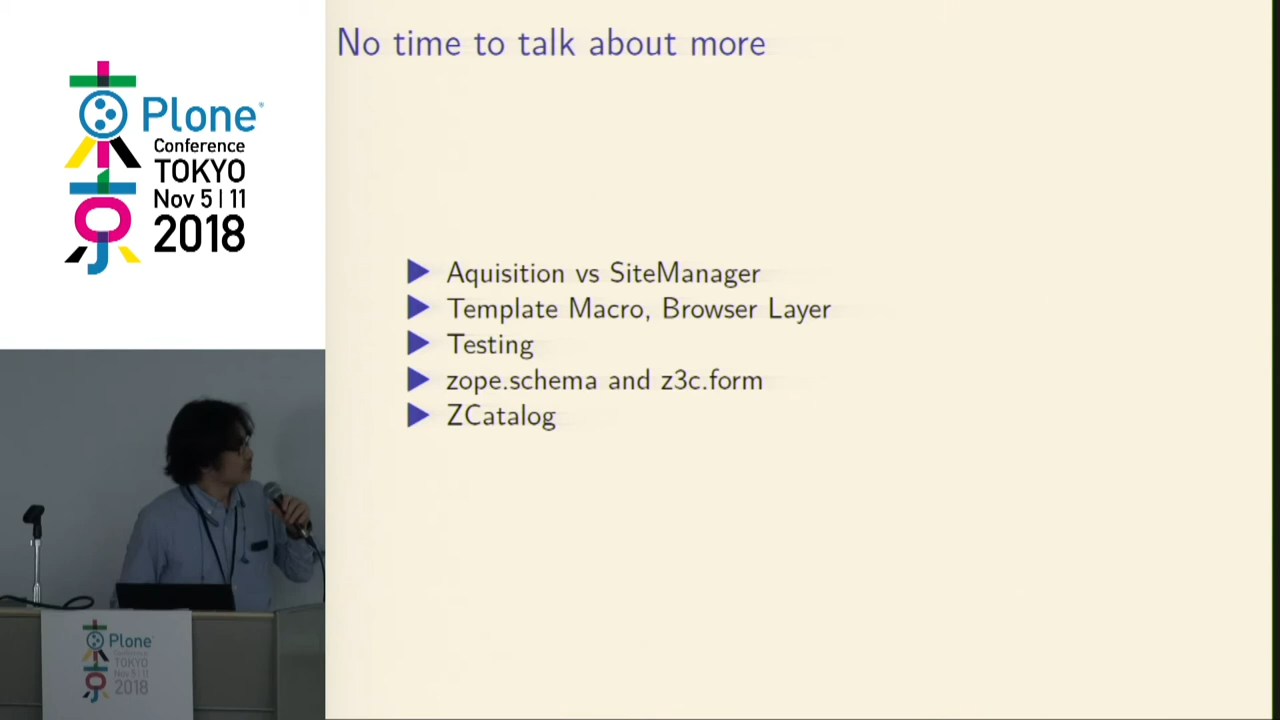 No time to talk about more
Plone
Conference
TOKYO
Nov 5 | 11
2018
Aquisition vs SiteManager
Template Macro, Browser Layer
Testing
zope.schema and z3c.form
ZCatalog
Plone
Conference
TOKYO
Nov 5 | 11
2018